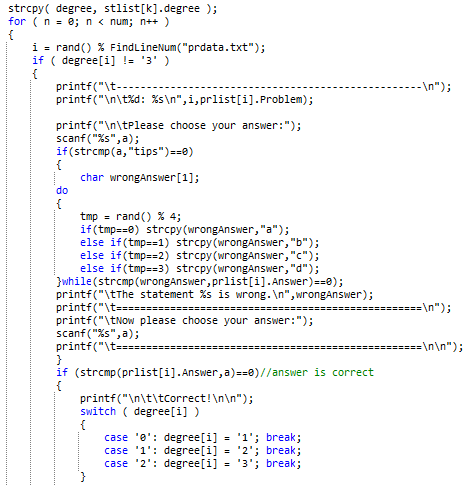 strcpy( degree, stlist[k].degree );
for ( n = 0; n < num; n++ )
{
i = rand() % FindLineNum("prdata.txt");
if ( degree[i] != '3' )
{
printf("\t---------------------------------------------------\n");
printf("\n\t%d: %s\n",i,prlist[i].Problem);
printf("\n\tPlease choose your answer:");
scanf("%s",a);
if(strcmp(a,"tips")==0)
{
char wrongAnswer[1];
do
{
tmp = rand() % 4;
if(tmp==0) strcpy(wrongAnswer,"a");
else if(tmp==1) strcpy(wrongAnswer,"b");
else if(tmp==2) strcpy(wrongAnswer,"c");
else if(tmp==3) strcpy(wrongAnswer,"d");
}while(strcmp(wrongAnswer,prlist[i].Answer)==0);
printf("\tThe statement %s is wrong.\n",wrongAnswer);
printf("\t===================================================\n");
printf("\tNow please choose your answer:");
scanf("%s",a);
printf("\t===================================================\n\n");
}
if (strcmp(prlist[i].Answer,a)==0)//answer is correct
{
printf("\n\t\tCorrect!\n\n");
switch ( degree[i] )
{
case '0': degree[i] = '1'; break;
case '1': degree[i] = '2'; break;
case '2': degree[i] = '3'; break;
}